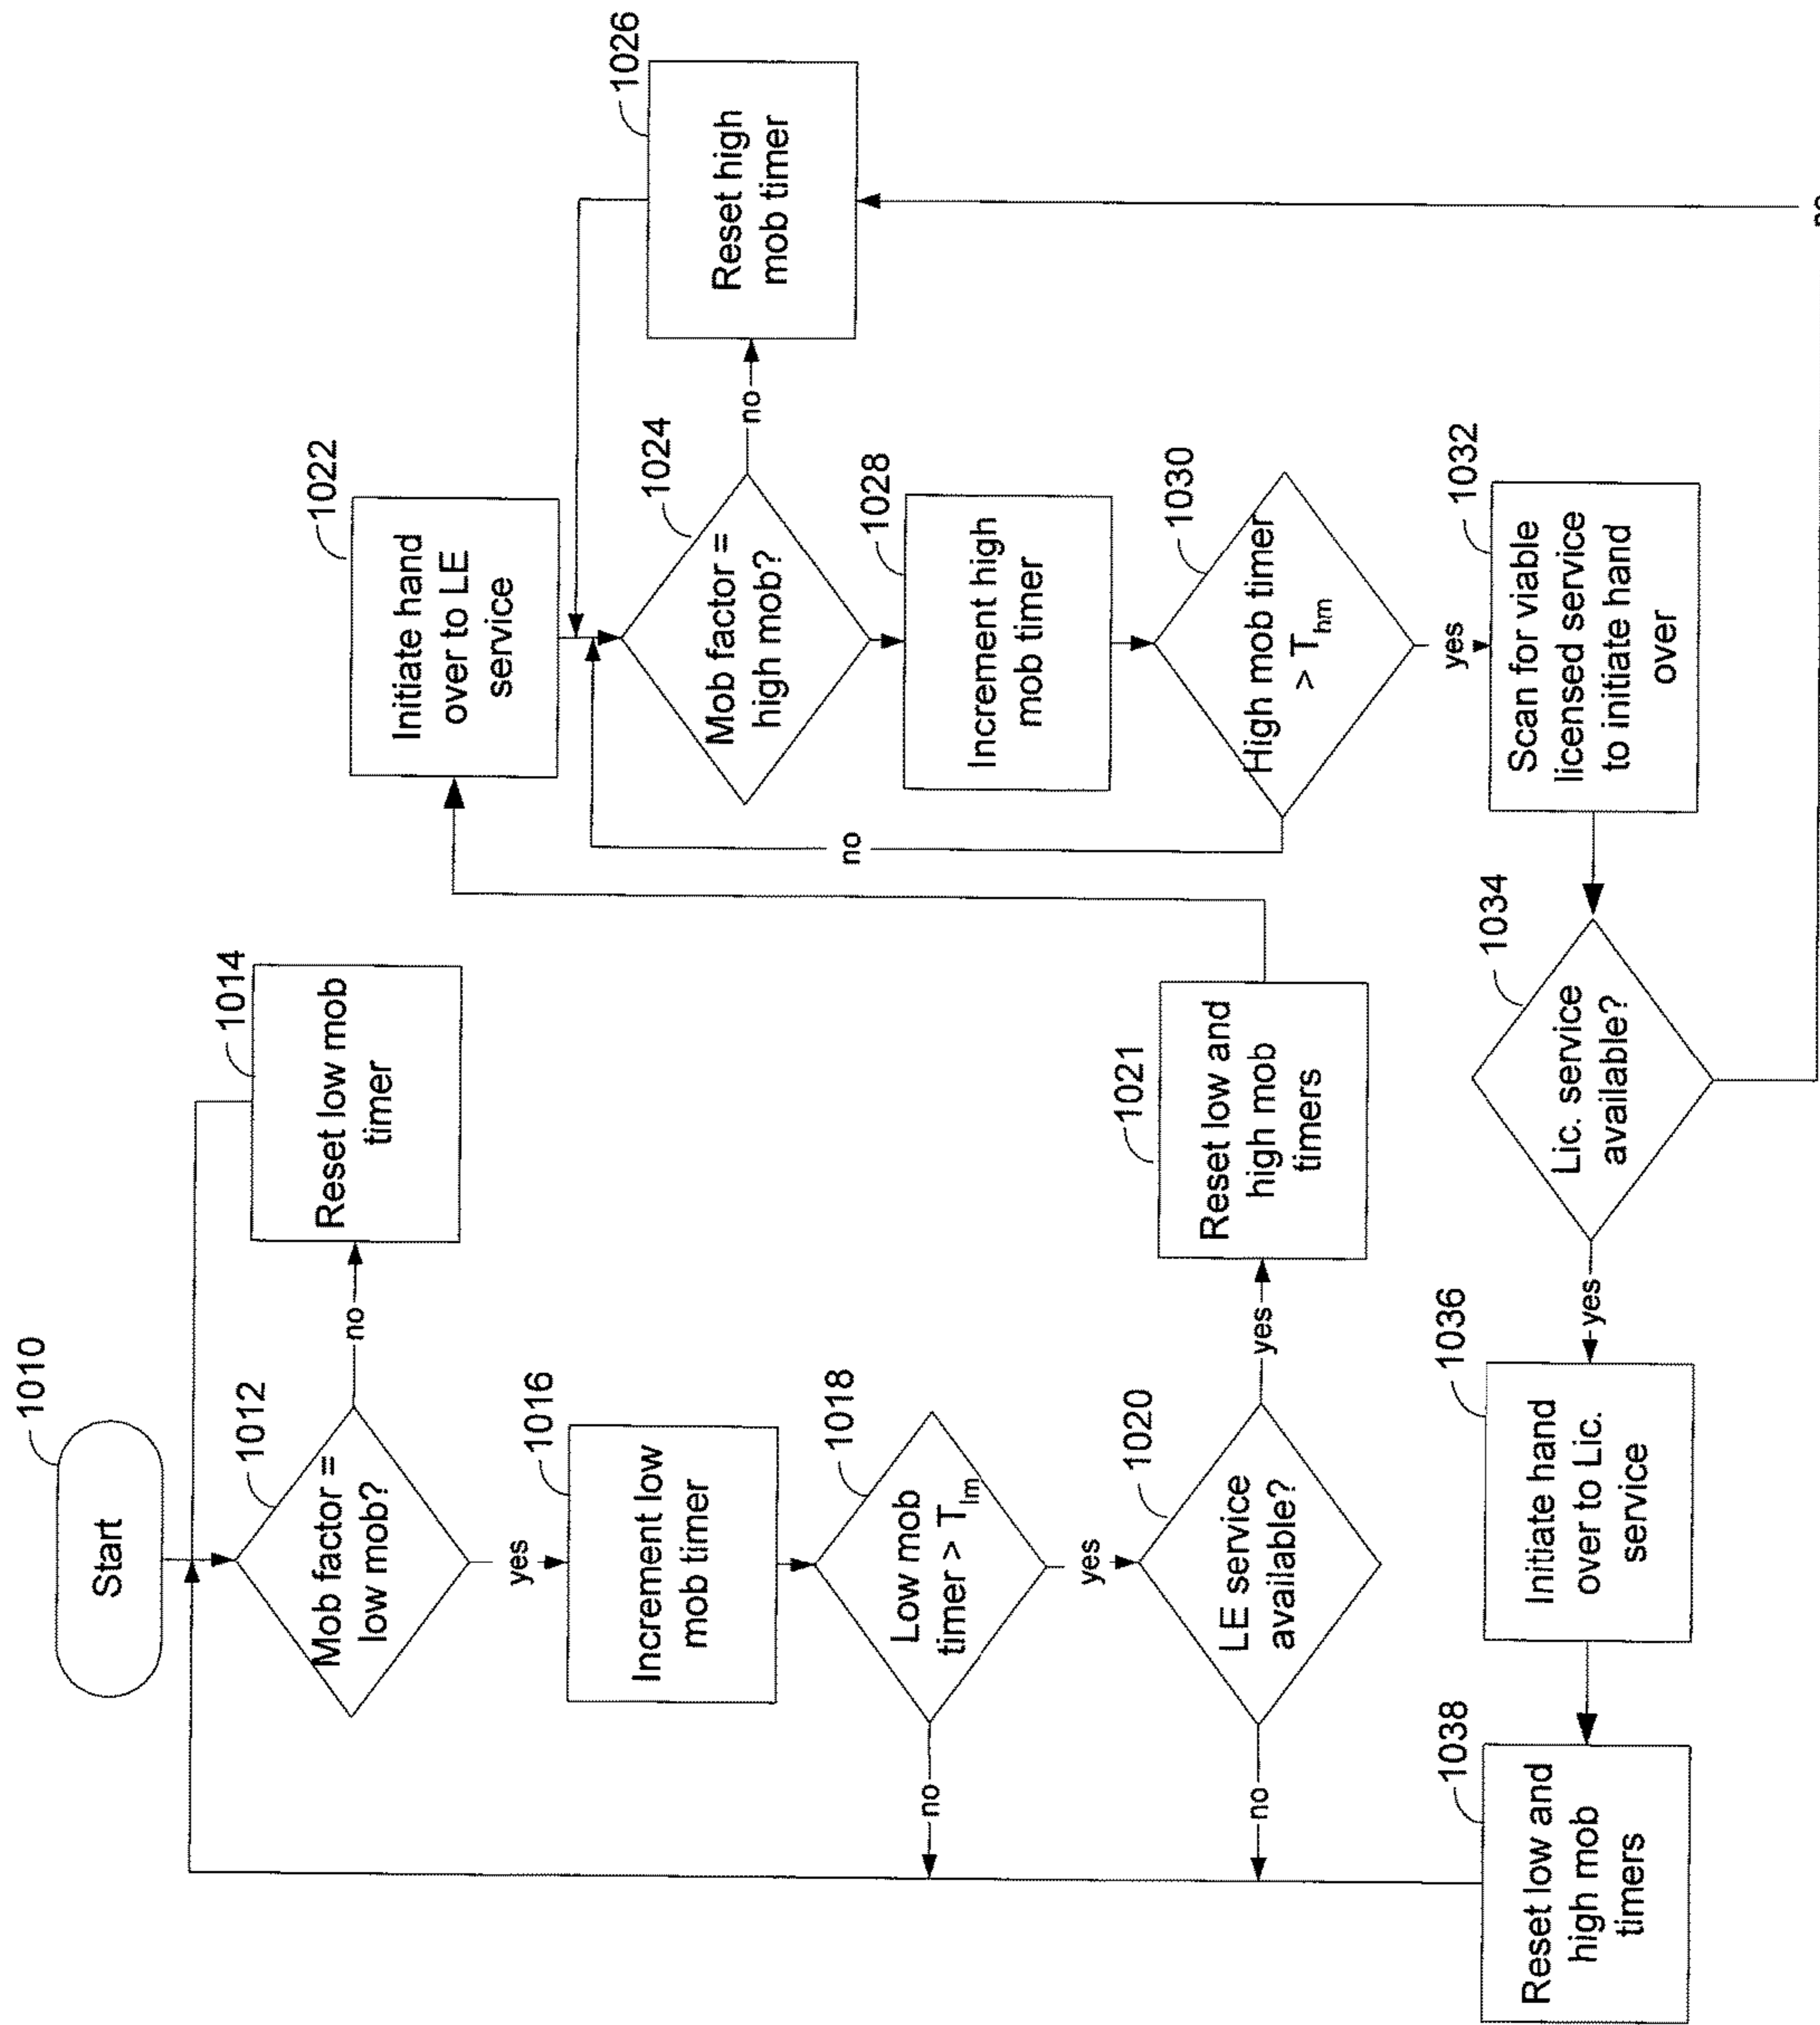 1010
Start
1012
Mob factor =
low mob?
no
1014
Reset low mob
timer
yes
1016
Increment low
mob timer
1018
Low mob
timer > Tlm
no
yes
1020
LE service
available?
no
yes
1021
Reset low and
high mob
timers
1022
Initiate hand
over to LE
service
1024
Mob factor =
high mob?
no
1026
Reset high
mob timer
1028
Increment high
mob timer
1030
High mob timer
> Thm
no
yes
1032
Scan for viable
licensed service
to initiate hand
over
1034
Lic. service
available?
yes
1036
Initiate hand
over to Lic.
service
1038
Reset low and
high mob
timers